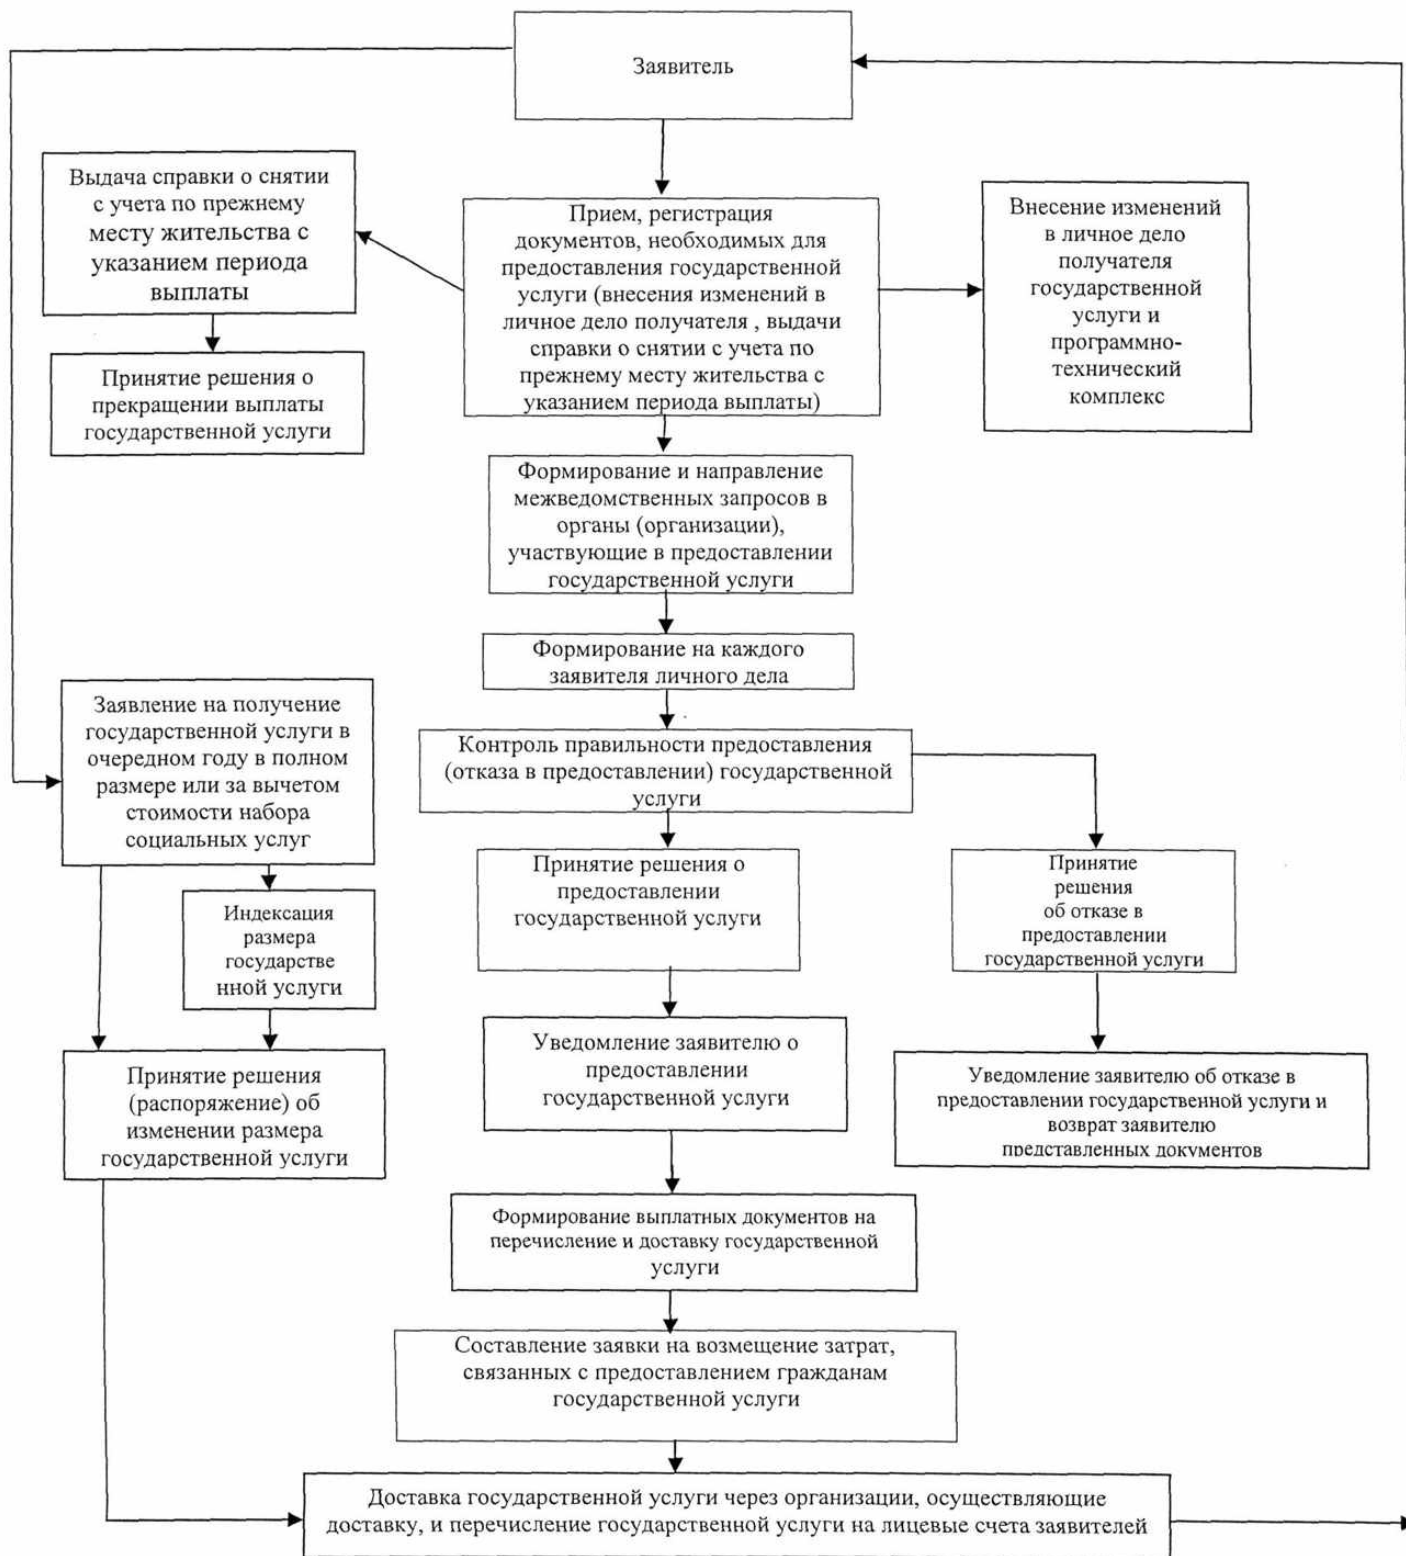 Заявитель
Выдача справки о снятии
с учета по прежнему
месту жительства с
указанием периода
выплаты
Принятие решения о
прекращении выплаты
государственной услуги
Прием, регистрация
документов, необходимых для
предоставления государственной
услуги (внесения изменений в
личное дело получателя , выдачи
справки о снятии с учета по
прежнему месту жительства с
указанием периода выплаты)
Внесение изменений
в личное дело
получателя
государственной
услуги и
программно-
технический
комплекс
Формирование и направление
межведомственных запросов в
органы (организации),
участвующие в предоставлении
государственной услуги
Формирование на каждого
заявителя личного дела
Заявление на получение
государственной услуги в
очередном году в полном
размере или за вычетом
стоимости набора
социальных услуг
Контроль правильности предоставления
(отказа в предоставлении) государственной
услуги
Индексация
размера
государстве
нной услуги
Принятие решения о
предоставлении
государственной услуги
Принятие
решения
об отказе в
предоставлении
государственной услуги
Принятие решения
(распоряжение) об
изменении размера
государственной услуги
Уведомление заявителю о
предоставлении
государственной услуги
Уведомление заявителю об отказе в
предоставлении государственной услуги и
возврат заявителю
представленных документов
Формирование выплатных документов на
перечисление и доставку государственной
услуги
Составление заявки на возмещение затрат,
связанных с предоставлением гражданам
государственной услуги
Доставка государственной услуги через организации, осуществляющие
доставку, и перечисление государственной услуги на лицевые счета заявителей